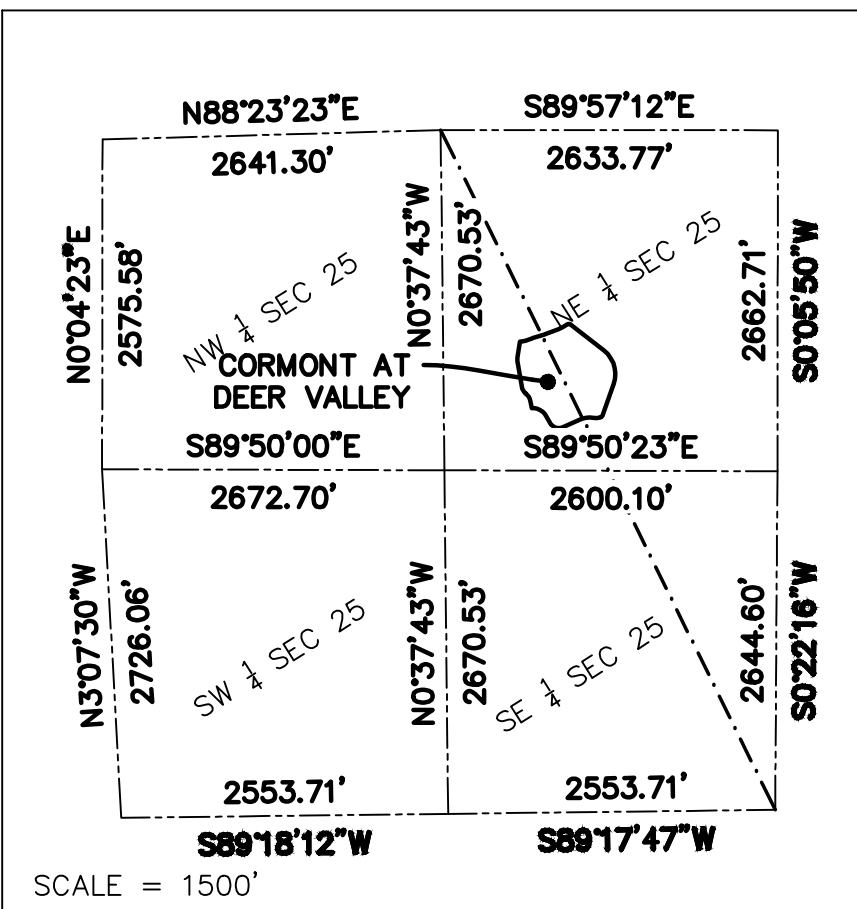 N88°23'23"E
S89°57'12"E
2641.30'
2633.77'
N0°04'23"E
2575.58'
NW 1/4 SEC 25
N0°37'43"W
2670.53'
NE 1/4 SEC 25
2662.71'
S0°05'50"W
CORMONT AT
DEER VALLEY
S89°50'00"E
S89°50'23"E
2672.70'
2600.10'
N3°07'30"W
2726.06'
SW 1/4 SEC 25
N0°37'43"W
2670.53'
SE 1/4 SEC 25
2644.60'
S0°22'16"W
2553.71'
2553.71'
S89°18'12"W
S89°17'47"W
SCALE = 1500'